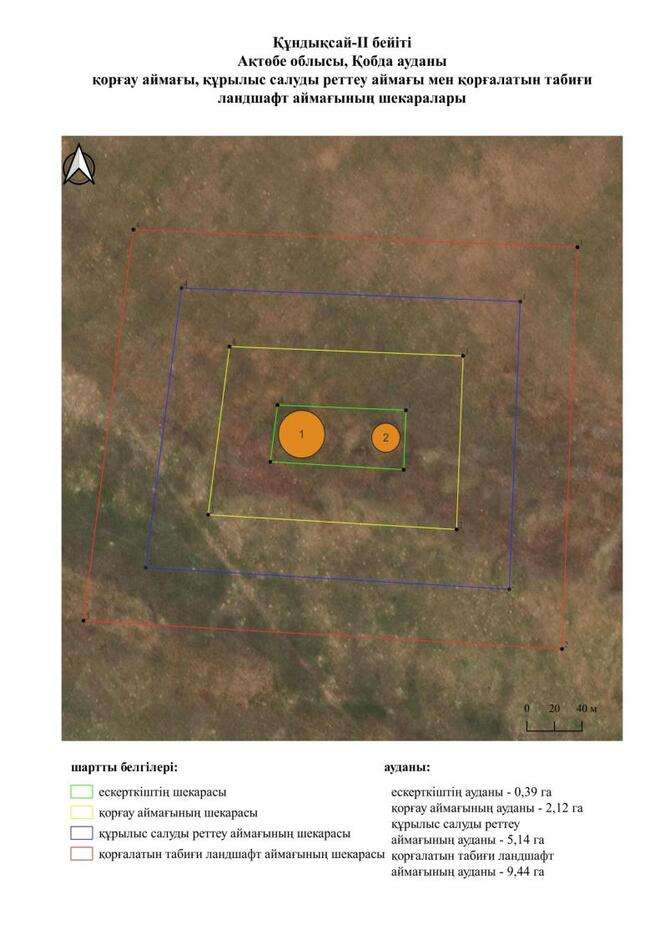 Құндықсай-II бейіті
Ақтөбе облысы, Қобда ауданы
қорғау аймағы, құрылыс салуды реттеу аймағы мен қорғалатын табиғи
ландшафт аймағының шекаралары
1
2
0 20 40 м
шартты белгілері:
ескерткіштің шекарасы
қорғау аймағының шекарасы
құрылыс салуды реттеу аймағының шекарасы
қорғалатын табиғи ландшафт аймағының шекарасы
ауданы:
ескерткіштің ауданы - 0,39 га
қорғау аймағының ауданы - 2,12 га
құрылыс салуды реттеу
аймағының ауданы - 5,14 га
қорғалатын табиғи ландшафт
аймағының ауданы - 9,44 га